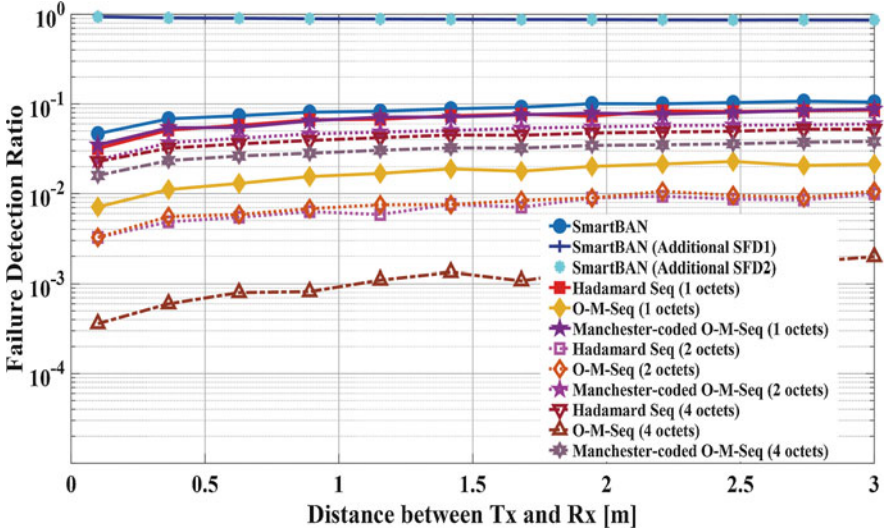 10^0
10^-1
10^-2
10^-3
10^-4
Failure Detection Ratio
SmartBAN
SmartBAN (Additional SFD1)
SmartBAN (Additional SFD2)
Hadamard Seq (1 octets)
O-M-Seq (1 octets)
Manchester-coded O-M-Seq (1 octets)
Hadamard Seq (2 octets)
O-M-Seq (2 octets)
Manchester-coded O-M-Seq (2 octets)
Hadamard Seq (4 octets)
O-M-Seq (4 octets)
Manchester-coded O-M-Seq (4 octets)
0 0.5 1 1.5 2 2.5 3
Distance between Tx and Rx [m]